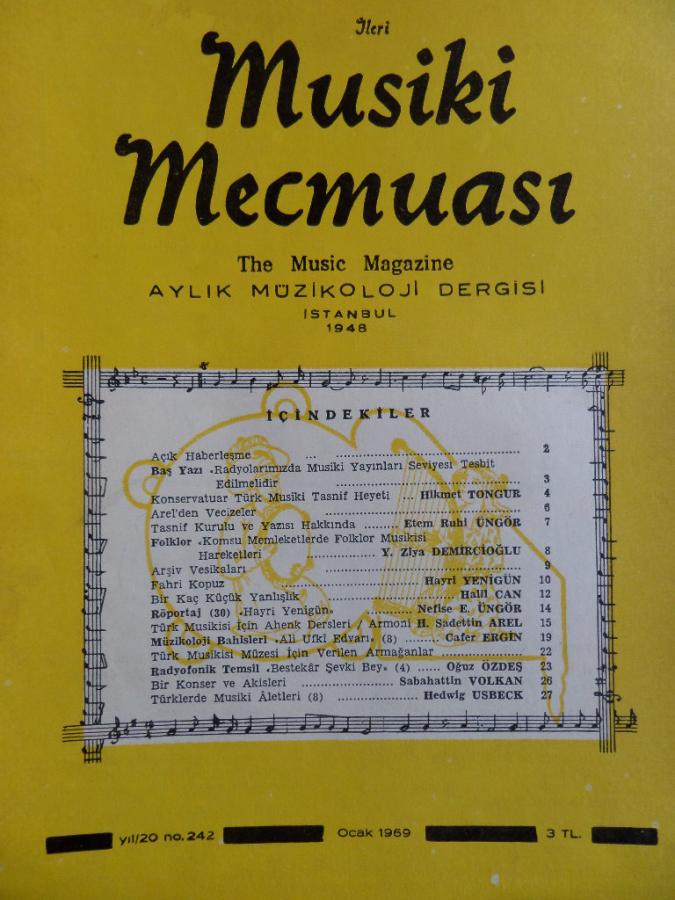 İleri
Musiki
Mecmuası
The Music Magazine
AYLIK MÜZİKOLOJİ DERGİSİ
İSTANBUL
1948
İÇİNDEKİLER
Açık Haberleşme ... ........ 2
Baş Yazı «Radyolarımızda Musiki Yayınları Seviyesi Tesbit
Edilmelidir ........ 3
Konservatuar Türk Musiki Tasnif Heyeti ... Hikmet TONGUR 4
Arel'den Vecizeler ........ 6
Tasnif Kurulu ve Yazısı Hakkında ........ Etem Ruhi ÜNGÖR 7
Folklor «Komsu Memleketlerde Folklor Musikisi
Hareketleri ........ Y. Ziya DEMİRCİOĞLU 8
Arşiv Vesikaları ........ 9
Fahri Kopuz ........ Hayri YENİGÜN 10
Bir Kaç Küçük Yanlışlık ........ Halil CAN 12
Röportaj (30) «Hayri Yenigün» ........ Nefise E. ÜNGÖR 14
Türk Musikisi İçin Ahenk Dersleri / Armoni H. Sadettin AREL 15
Müzikoloji Bahisleri «Ali Ufkî Edvarı» (8) ........ Cafer ERGİN 19
Türk Musikisi Müzesi İçin Verilen Armağanlar 22
Radyofonik Temsil «Bestekâr Şevki Bey» (4) ........ Oğuz ÖZDEŞ 23
Bir Konser ve Akisleri ........ Sabahattin VOLKAN 26
Türklerde Musiki Âletleri (8) ........ Hedwig USBECK 27
yıl/20 no. 242
Ocak 1969
3 TL.